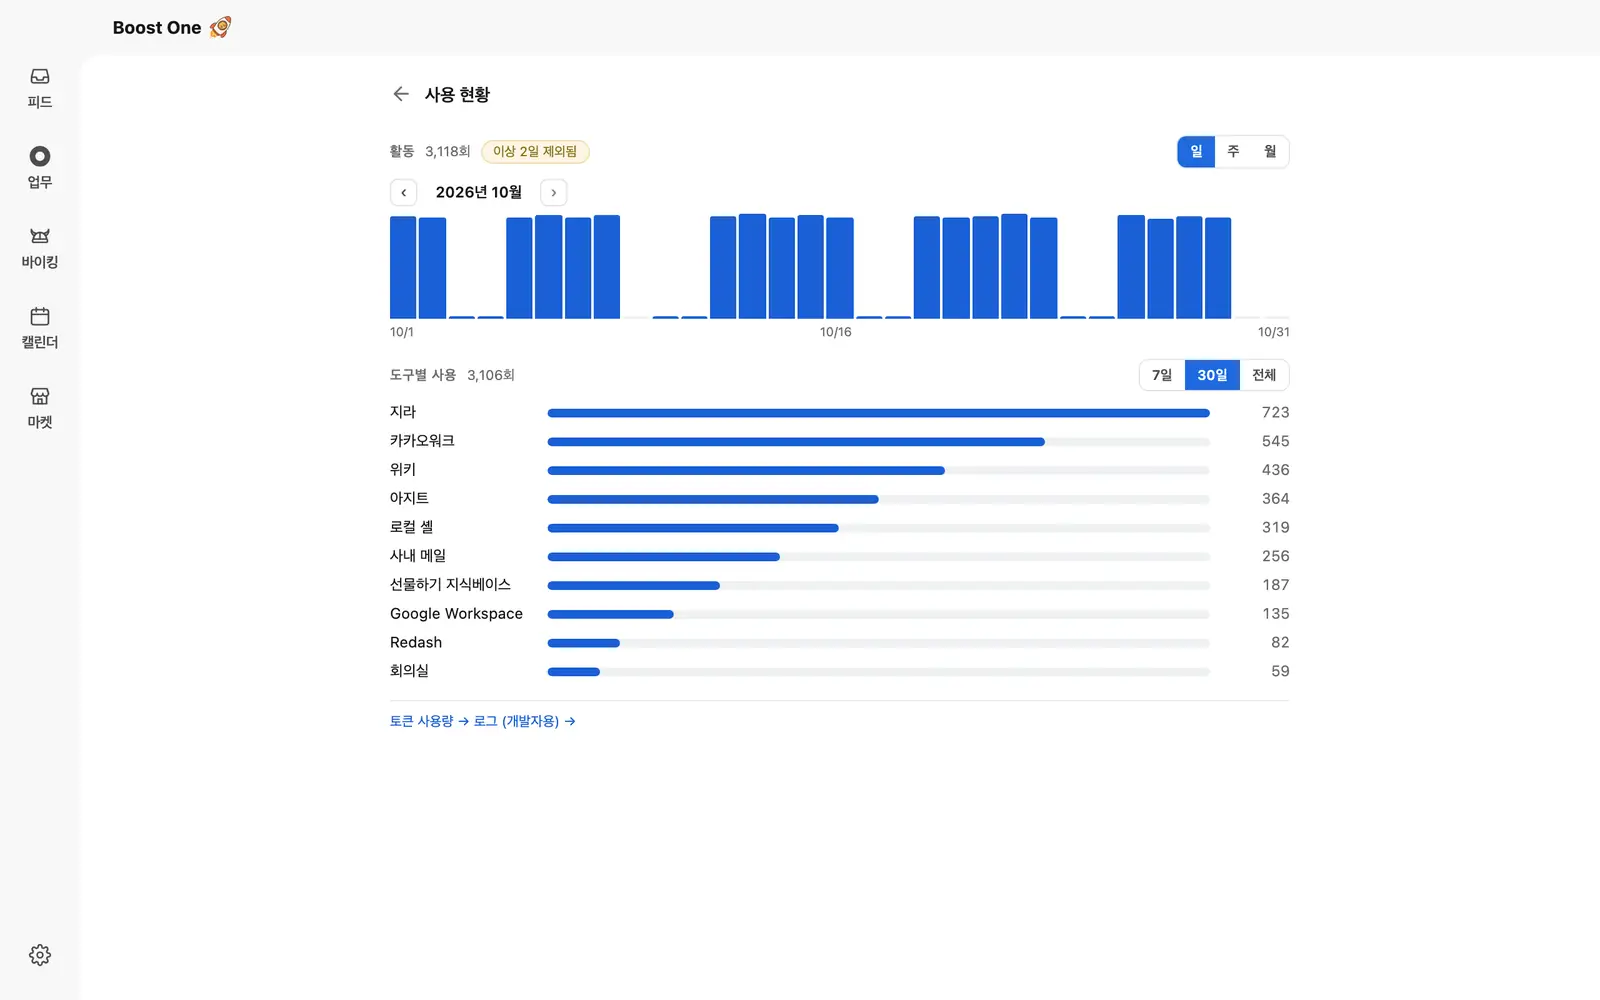 Boost One 🚀
피드
업무
바이킹
캘린더
마켓
사용 현황
활동 3,118회 이상 2일 제외됨
일 주 월
2026년 10월
10/1 10/16 10/31
도구별 사용 3,106회
7일 30일 전체
지라 723
카카오워크 545
위키 436
아지트 364
로컬 셸 319
사내 메일 256
선물하기 지식베이스 187
Google Workspace 135
Redash 82
회의실 59
토큰 사용량 → 로그 (개발자용) →